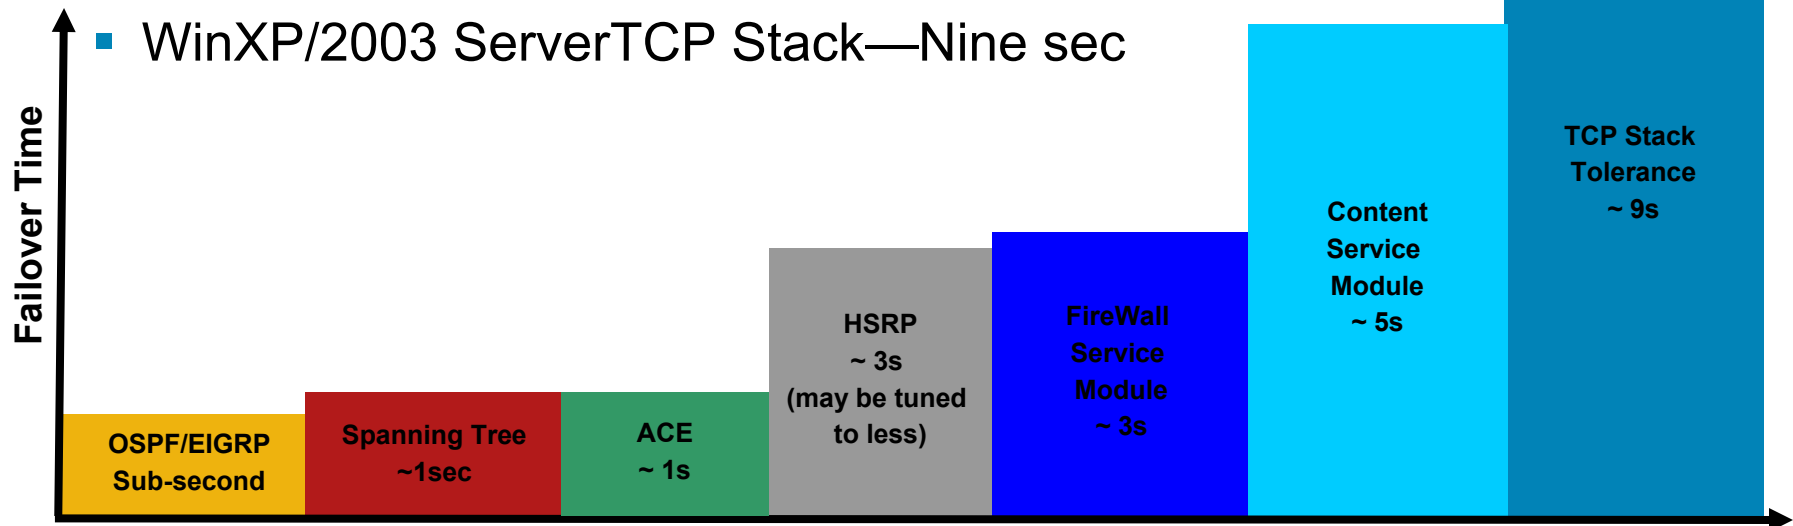 ▪ WinXP/2003 ServerTCP Stack—Nine sec
Failover Time
OSPF/EIGRP
Sub-second
Spanning Tree
~1sec
ACE
~ 1s
HSRP
~ 3s
(may be tuned
to less)
FireWall
Service
Module
~ 3s
Content
Service
Module
~ 5s
TCP Stack
Tolerance
~ 9s